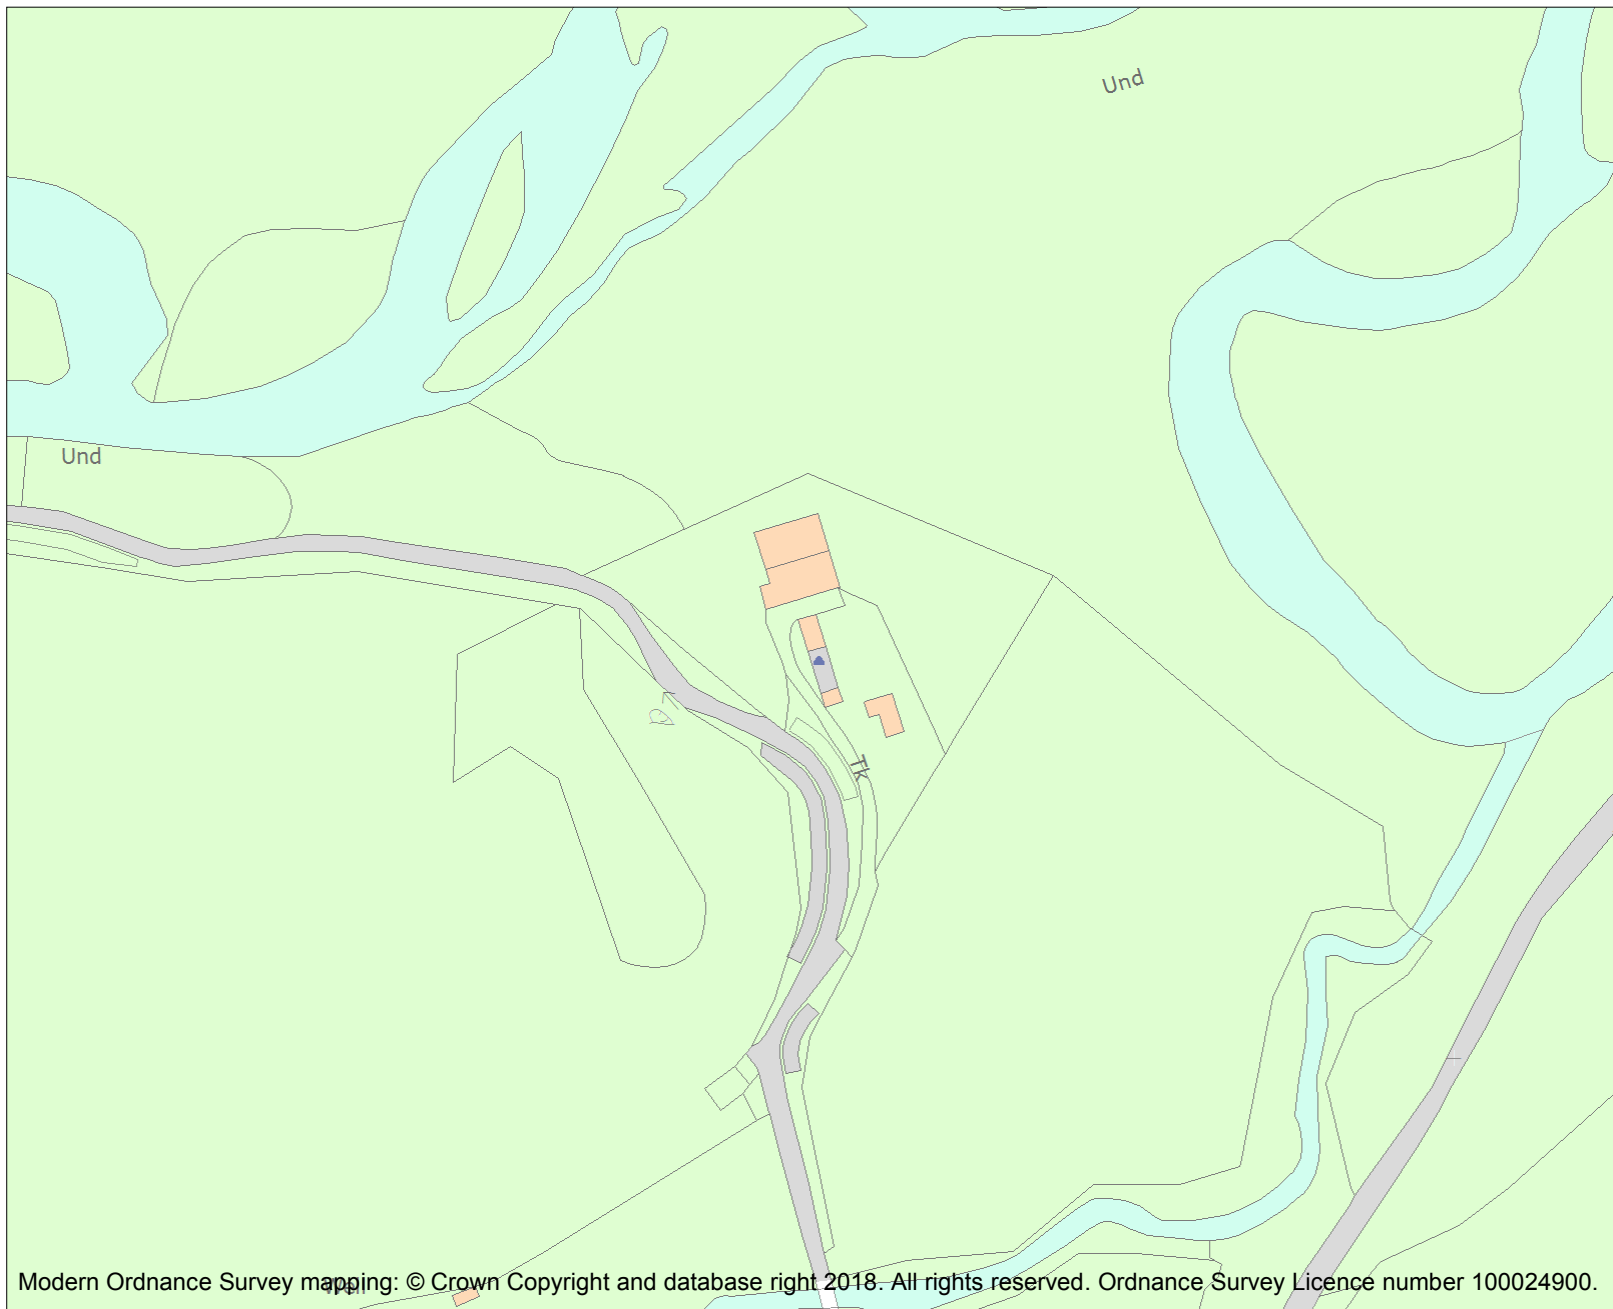 Und
Und
Tk
Well
Modern Ordnance Survey mapping: © Crown Copyright and database right 2018. All rights reserved. Ordnance Survey Licence number 100024900.